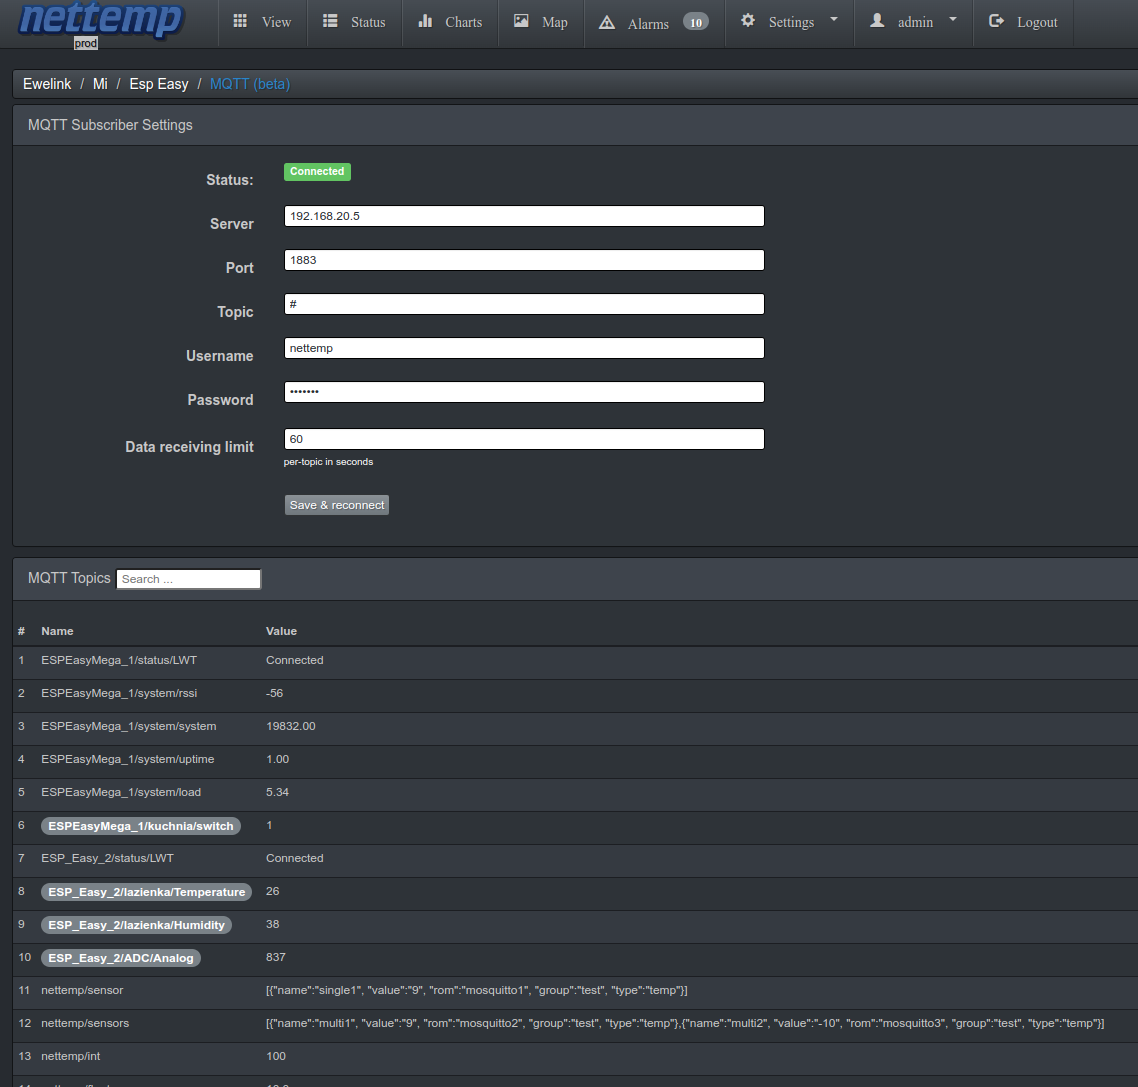 nettemp
prod
View Status Charts Map Alarms 10 Settings admin Logout
Ewelink / Mi / Esp Easy / MQTT (beta)
MQTT Subscriber Settings
Status: Connected
Server 192.168.20.5
Port 1883
Topic #
Username nettemp
Password •••••••
Data receiving limit 60
per-topic in seconds
Save & reconnect
MQTT Topics Search ...
# Name Value
1 ESPEasyMega_1/status/LWT Connected
2 ESPEasyMega_1/system/rssi -56
3 ESPEasyMega_1/system/system 19832.00
4 ESPEasyMega_1/system/uptime 1.00
5 ESPEasyMega_1/system/load 5.34
6 ESPEasyMega_1/kuchnia/switch 1
7 ESP_Easy_2/status/LWT Connected
8 ESP_Easy_2/lazienka/Temperature 26
9 ESP_Easy_2/lazienka/Humidity 38
10 ESP_Easy_2/ADC/Analog 837
11 nettemp/sensor [{"name":"single1", "value":"9", "rom":"mosquitto1", "group":"test", "type":"temp"}]
12 nettemp/sensors [{"name":"multi1", "value":"9", "rom":"mosquitto2", "group":"test", "type":"temp"},{"name":"multi2", "value":"-10", "rom":"mosquitto3", "group":"test", "type":"temp"}]
13 nettemp/int 100